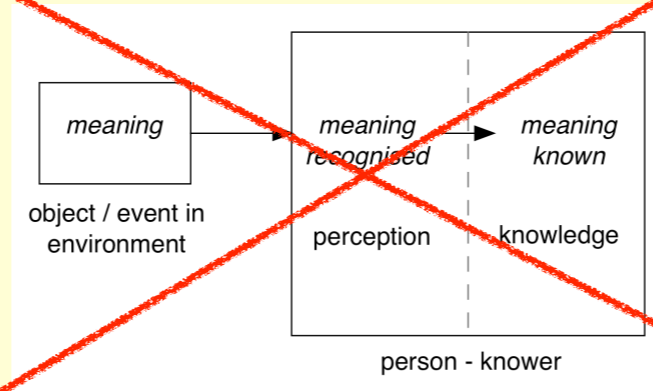 meaning
object / event in
environment
meaning
recognised
perception
meaning
known
knowledge
person - knower